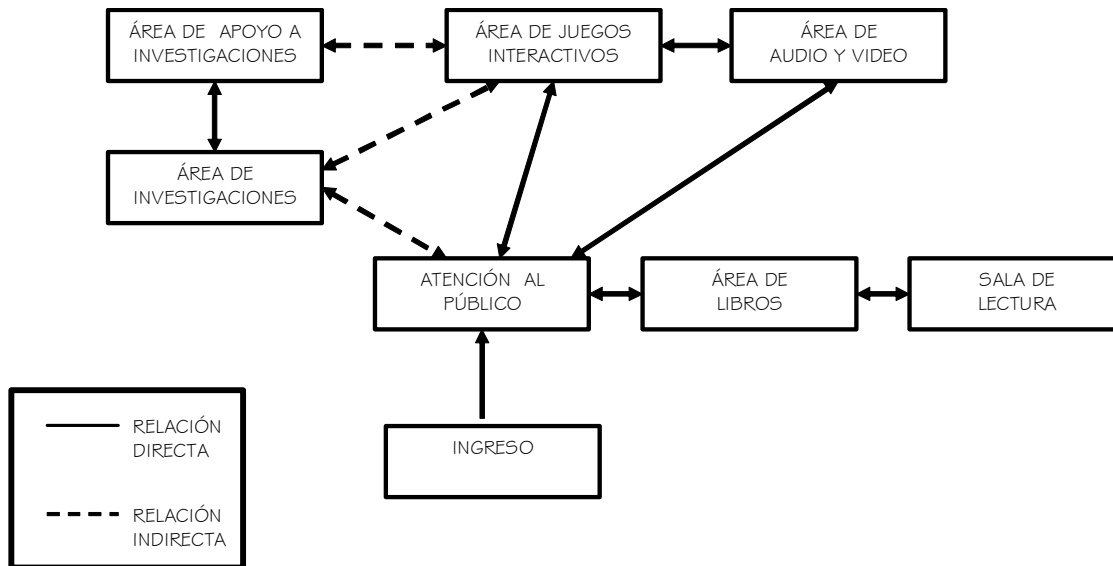 ÁREA DE APOYO A
INVESTIGACIONES
ÁREA DE JUEGOS
INTERACTIVOS
ÁREA DE
AUDIO Y VIDEO
ÁREA DE
INVESTIGACIONES
ATENCIÓN AL
PÚBLICO
ÁREA DE
LIBROS
SALA DE
LECTURA
INGRESO
RELACIÓN
DIRECTA
RELACIÓN
INDIRECTA